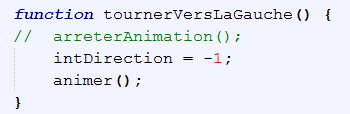 function tournerVersLaGauche() {
//  arreterAnimation();
    intDirection = -1;
    animer();
}